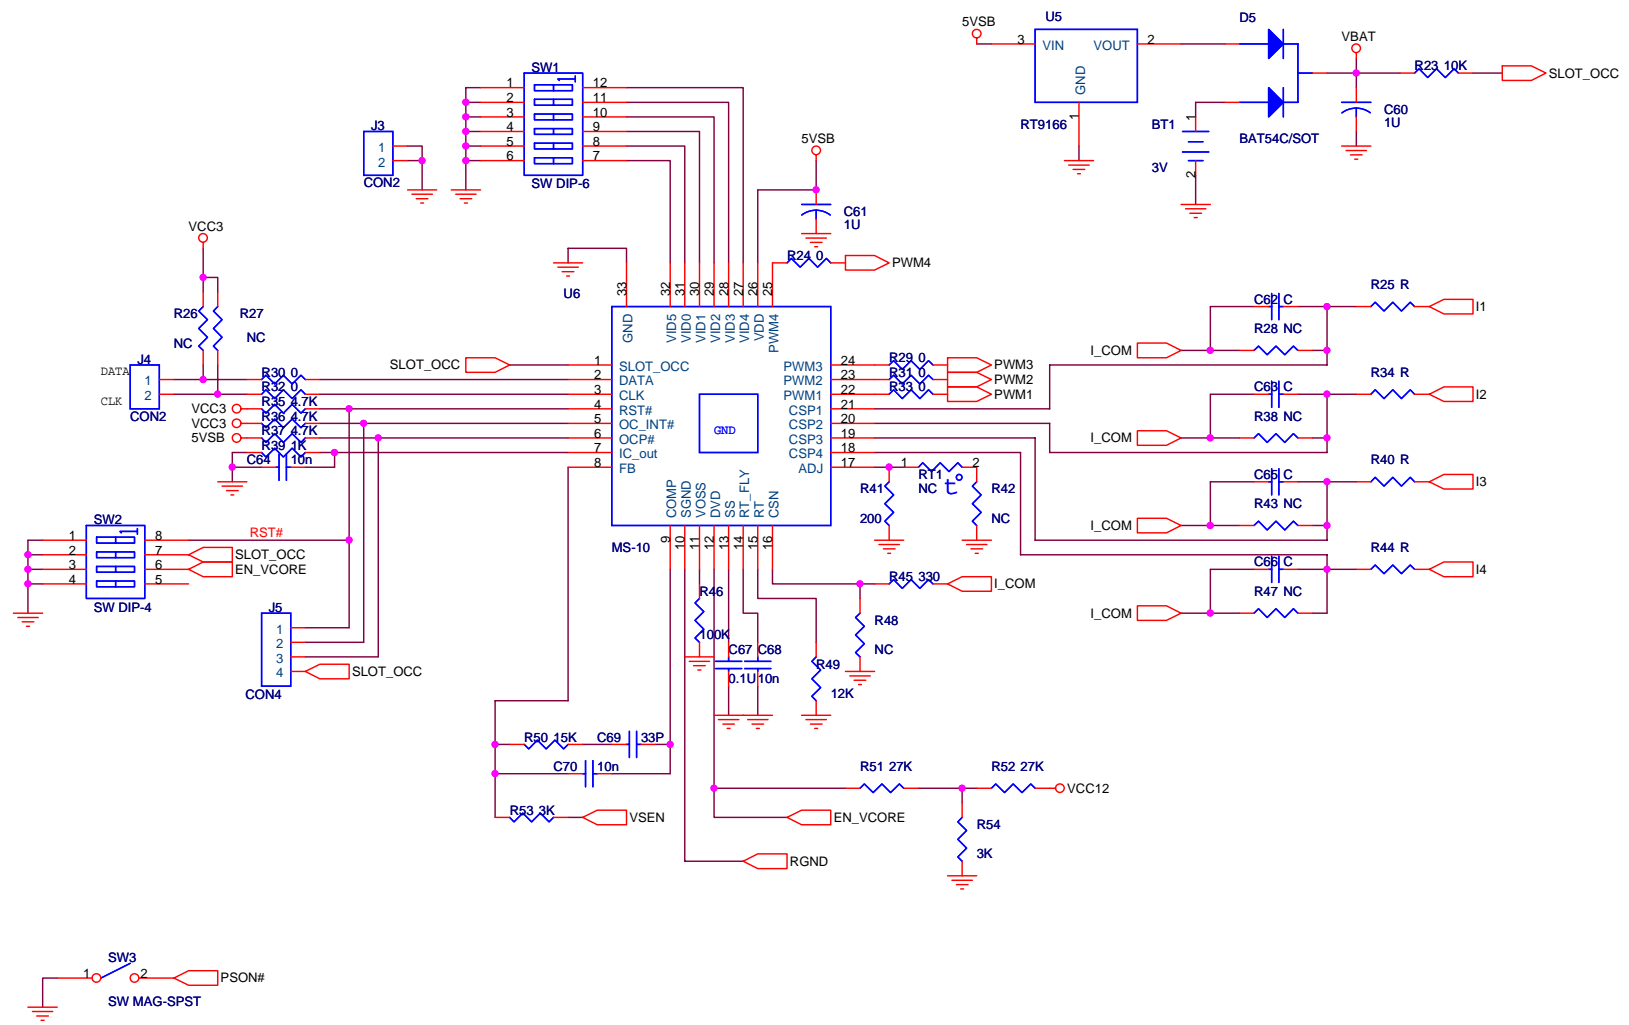 5VSB
U5
D5
3
VIN
VOUT
2
GND
1
RT9166
VBAT
R23 10K
SLOT_OCC
C60
1U
BT1
1
3V
2
BAT54C/SOT
SW1
1
2
3
4
5
6
12
11
10
9
8
7
SW DIP-6
J3
1
2
CON2
5VSB
C61
1U
R24 0
PWM4
VCC3
R26
NC
R27
NC
U6
33
32
31
30
29
28
27
26
25
GND
VID5
VID0
VID1
VID2
VID3
VID4
VDD
PWM4
J4
DATA
CLK
1
2
CON2
SLOT_OCC
R30 0
R32 0
VCC3
R35 4.7K
VCC3
R36 4.7K
5VSB
R37 4.7K
R39 1K
C64
10n
1
2
3
4
5
6
7
8
SLOT_OCC
DATA
CLK
RST#
OC_INT#
OCP#
IC_out
FB
GND
PWM3
PWM2
PWM1
CSP1
CSP2
CSP3
CSP4
ADJ
24
23
22
21
20
19
18
17
R29 0
R31 0
R33 0
PWM3
PWM2
PWM1
1
2
RT1
NC
t°
R41
200
R42
NC
COMP
SGND
VOSS
DVD
SS
RT_FLY
RT
CSN
9
10
11
12
13
14
15
16
MS-10
C62 C
R28 NC
R25 R
I1
I_COM
C63 C
R38 NC
R34 R
I2
I_COM
C65 C
R43 NC
R40 R
I3
I_COM
C66 C
R47 NC
R44 R
I4
I_COM
SW2
1
2
3
4
8
7
6
5
RST#
SLOT_OCC
EN_VCORE
SW DIP-4
J5
1
2
3
4
SLOT_OCC
CON4
R46
100K
C67
0.1U
C68
10n
R49
12K
R45 330
I_COM
R48
NC
R50 15K
C69
33P
C70
10n
R53 3K
VSEN
R51 27K
R52 27K
VCC12
EN_VCORE
R54
3K
RGND
SW3
1
2
PSON#
SW MAG-SPST